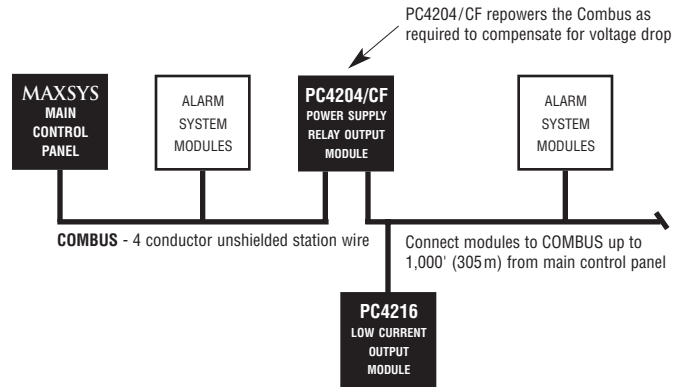 PC4204/CF repowers the Combus as
required to compensate for voltage drop
MAXSYS
MAIN
CONTROL
PANEL
ALARM
SYSTEM
MODULES
PC4204/CF
POWER SUPPLY
RELAY OUTPUT
MODULE
ALARM
SYSTEM
MODULES
COMBUS - 4 conductor unshielded station wire
Connect modules to COMBUS up to
1,000' (305m) from main control panel
PC4216
LOW CURRENT
OUTPUT
MODULE